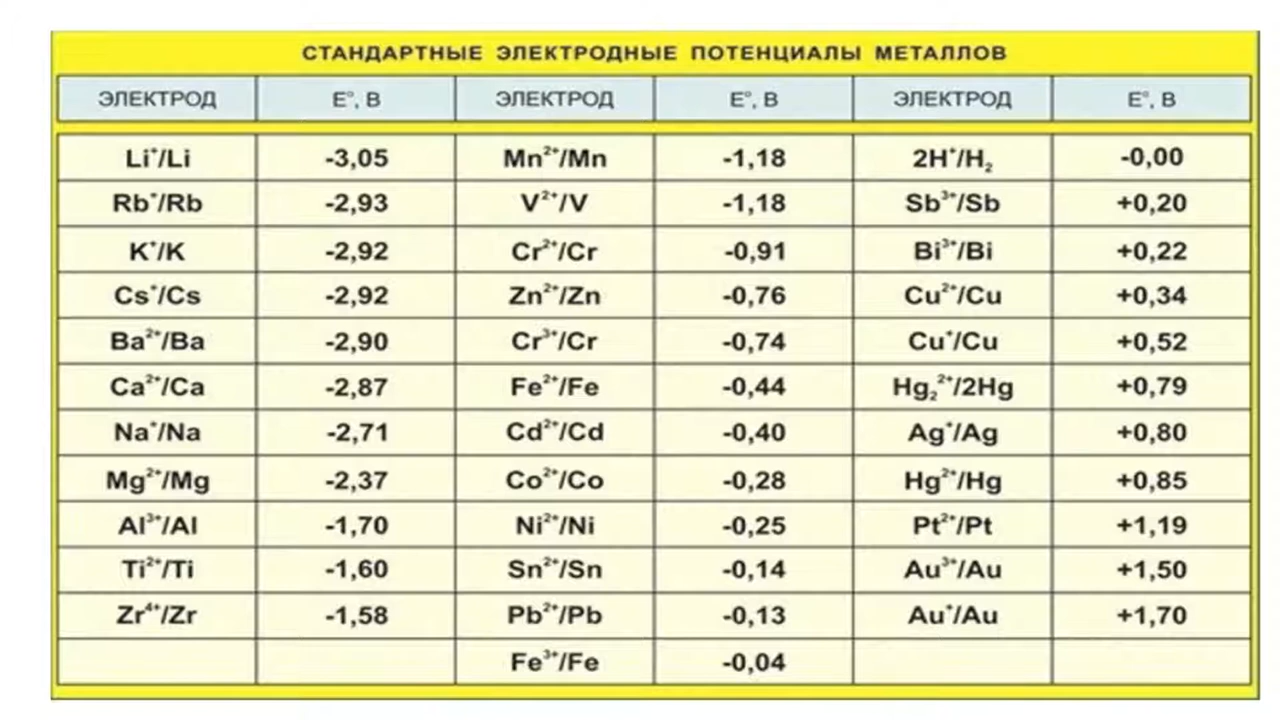 СТАНДАРТНЫЕ ЭЛЕКТРОДНЫЕ ПОТЕНЦИАЛЫ МЕТАЛЛОВ
ЭЛЕКТРОД E°, В ЭЛЕКТРОД E°, В ЭЛЕКТРОД E°, В
Li⁺/Li -3,05 Mn²⁺/Mn -1,18 2H⁺/H₂ -0,00
Rb⁺/Rb -2,93 V²⁺/V -1,18 Sb³⁺/Sb +0,20
K⁺/K -2,92 Cr²⁺/Cr -0,91 Bi³⁺/Bi +0,22
Cs⁺/Cs -2,92 Zn²⁺/Zn -0,76 Cu²⁺/Cu +0,34
Ba²⁺/Ba -2,90 Cr³⁺/Cr -0,74 Cu⁺/Cu +0,52
Ca²⁺/Ca -2,87 Fe²⁺/Fe -0,44 Hg₂²⁺/2Hg +0,79
Na⁺/Na -2,71 Cd²⁺/Cd -0,40 Ag⁺/Ag +0,80
Mg²⁺/Mg -2,37 Co²⁺/Co -0,28 Hg²⁺/Hg +0,85
Al³⁺/Al -1,70 Ni²⁺/Ni -0,25 Pt²⁺/Pt +1,19
Ti²⁺/Ti -1,60 Sn²⁺/Sn -0,14 Au³⁺/Au +1,50
Zr⁴⁺/Zr -1,58 Pb²⁺/Pb -0,13 Au⁺/Au +1,70
Fe³⁺/Fe -0,04